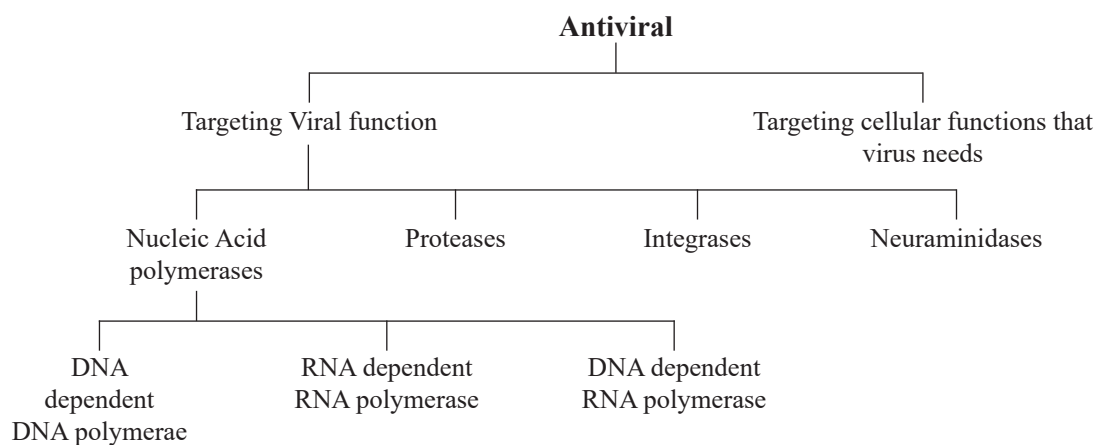 Antiviral
Targeting Viral function
Targeting cellular functions that
virus needs
Nucleic Acid
polymerases
Proteases
Integrases
Neuraminidases
DNA
dependent
DNA polymerae
RNA dependent
RNA polymerase
DNA dependent
RNA polymerase